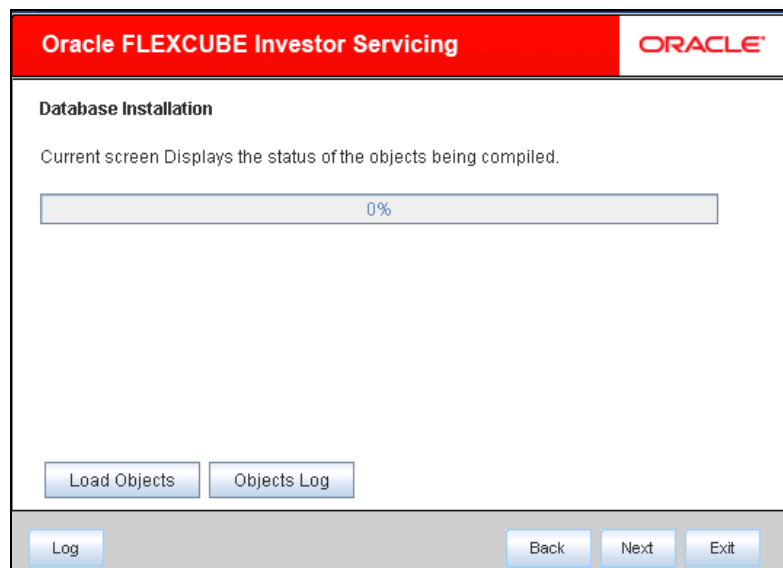 Oracle FLEXCUBE Investor Servicing
ORACLE
Database Installation
Current screen Displays the status of the objects being compiled.
0%
Load Objects
Objects Log
Log
Back
Next
Exit